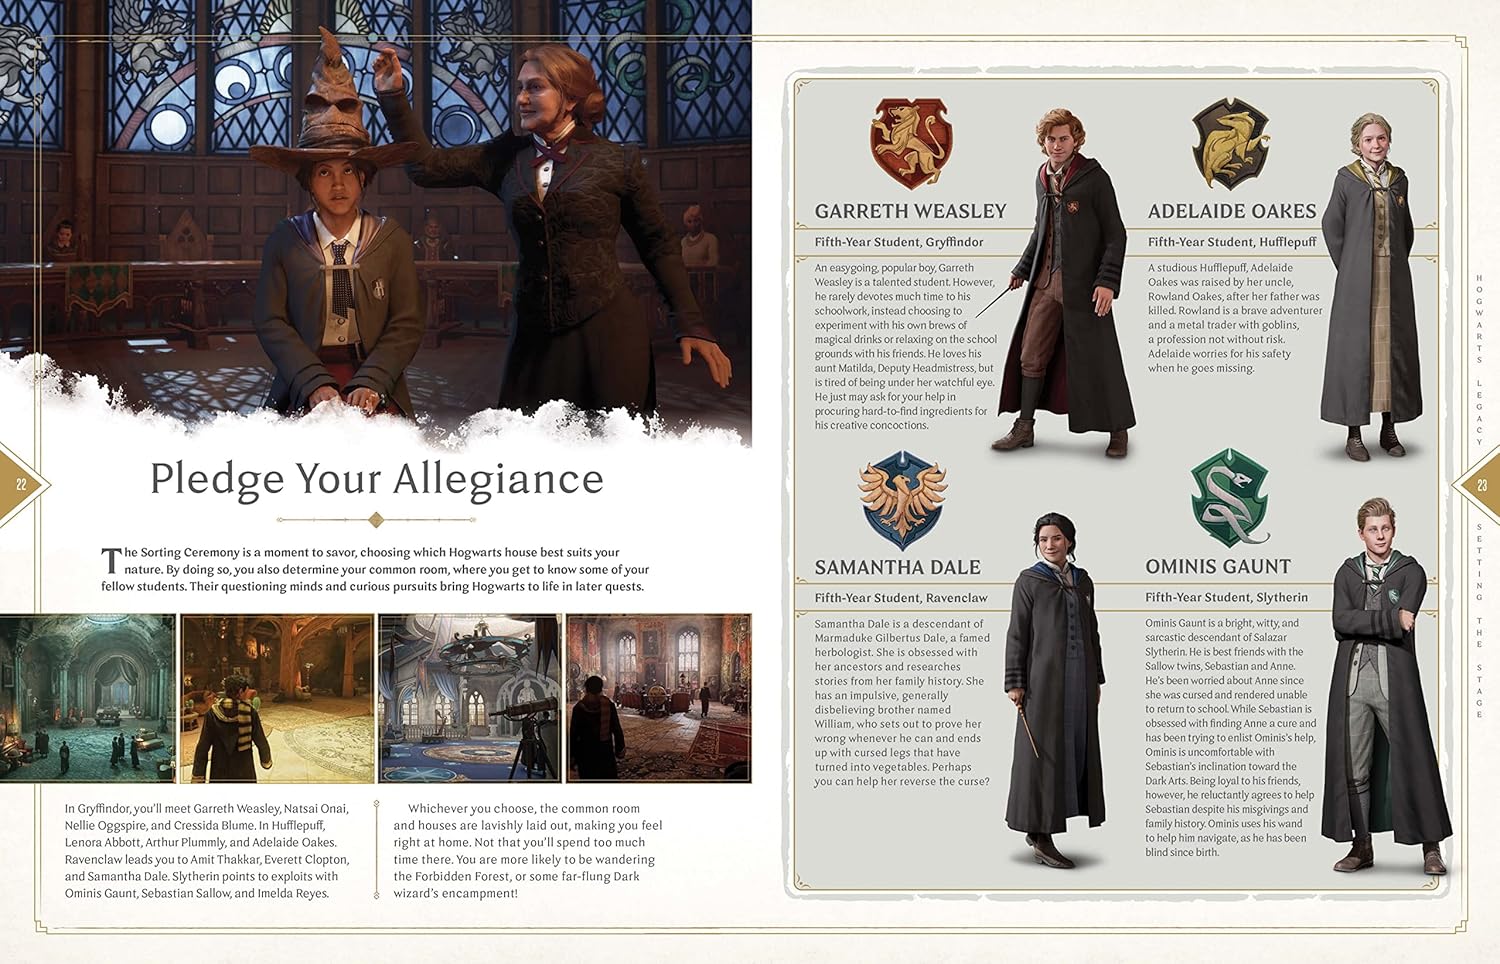 Pledge Your Allegiance
The Sorting Ceremony is a moment to savor, choosing which Hogwarts house best suits your
nature. By doing so, you also determine your common room, where you get to know some of your
fellow students. Their questioning minds and curious pursuits bring Hogwarts to life in later quests.
In Gryffindor, you'll meet Garreth Weasley, Natsai Onai,
Nellie Oggspire, and Cressida Blume. In Hufflepuff,
Lenora Abbott, Arthur Plummly, and Adelaide Oakes.
Ravenclaw leads you to Amit Thakkar, Everett Clopton,
and Samantha Dale. Slytherin points to exploits with
Ominis Gaunt, Sebastian Sallow, and Imelda Reyes.
Whichever you choose, the common room
and houses are lavishly laid out, making you feel
right at home. Not that you'll spend too much
time there. You are more likely to be wandering
the Forbidden Forest, or some far-flung Dark
wizard's encampment!
22
GARRETH WEASLEY
Fifth-Year Student, Gryffindor
An easygoing, popular boy, Garreth
Weasley is a talented student. However,
he rarely devotes much time to his
schoolwork, instead choosing to
experiment with his own brews of
magical drinks or relaxing on the school
grounds with his friends. He loves his
aunt Matilda, Deputy Headmistress, but
is tired of being under her watchful eye.
He just may ask for your help in
procuring hard-to-find ingredients for
his creative concoctions.
ADELAIDE OAKES
Fifth-Year Student, Hufflepuff
A studious Hufflepuff, Adelaide
Oakes was raised by her uncle,
Rowland Oakes, after her father was
killed. Rowland is a brave adventurer
and a metal trader with goblins,
a profession not without risk.
Adelaide worries for his safety
when he goes missing.
SAMANTHA DALE
Fifth-Year Student, Ravenclaw
Samantha Dale is a descendant of
Marmaduke Gilbertus Dale, a famed
herbologist. She is obsessed with
her ancestors and researches
stories from her family history. She
has an impulsive, generally
disbelieving brother named
William, who sets out to prove her
wrong whenever he can and ends
up with cursed legs that have
turned into vegetables. Perhaps
you can help her reverse the curse?
OMINIS GAUNT
Fifth-Year Student, Slytherin
Ominis Gaunt is a bright, witty, and
sarcastic descendant of Salazar
Slytherin. He is best friends with the
Sallow twins, Sebastian and Anne.
He's been worried about Anne since
she was cursed and rendered unable
to return to school. While Sebastian is
obsessed with finding Anne a cure and
has been trying to enlist Ominis's help,
Ominis is uncomfortable with
Sebastian's inclination toward the
Dark Arts. Being loyal to his friends,
however, he reluctantly agrees to help
Sebastian despite his misgivings and
family history. Ominis uses his wand
to help him navigate, as he has been
blind since birth.
HOGWARTS LEGACY
23
SETTING THE STAGE